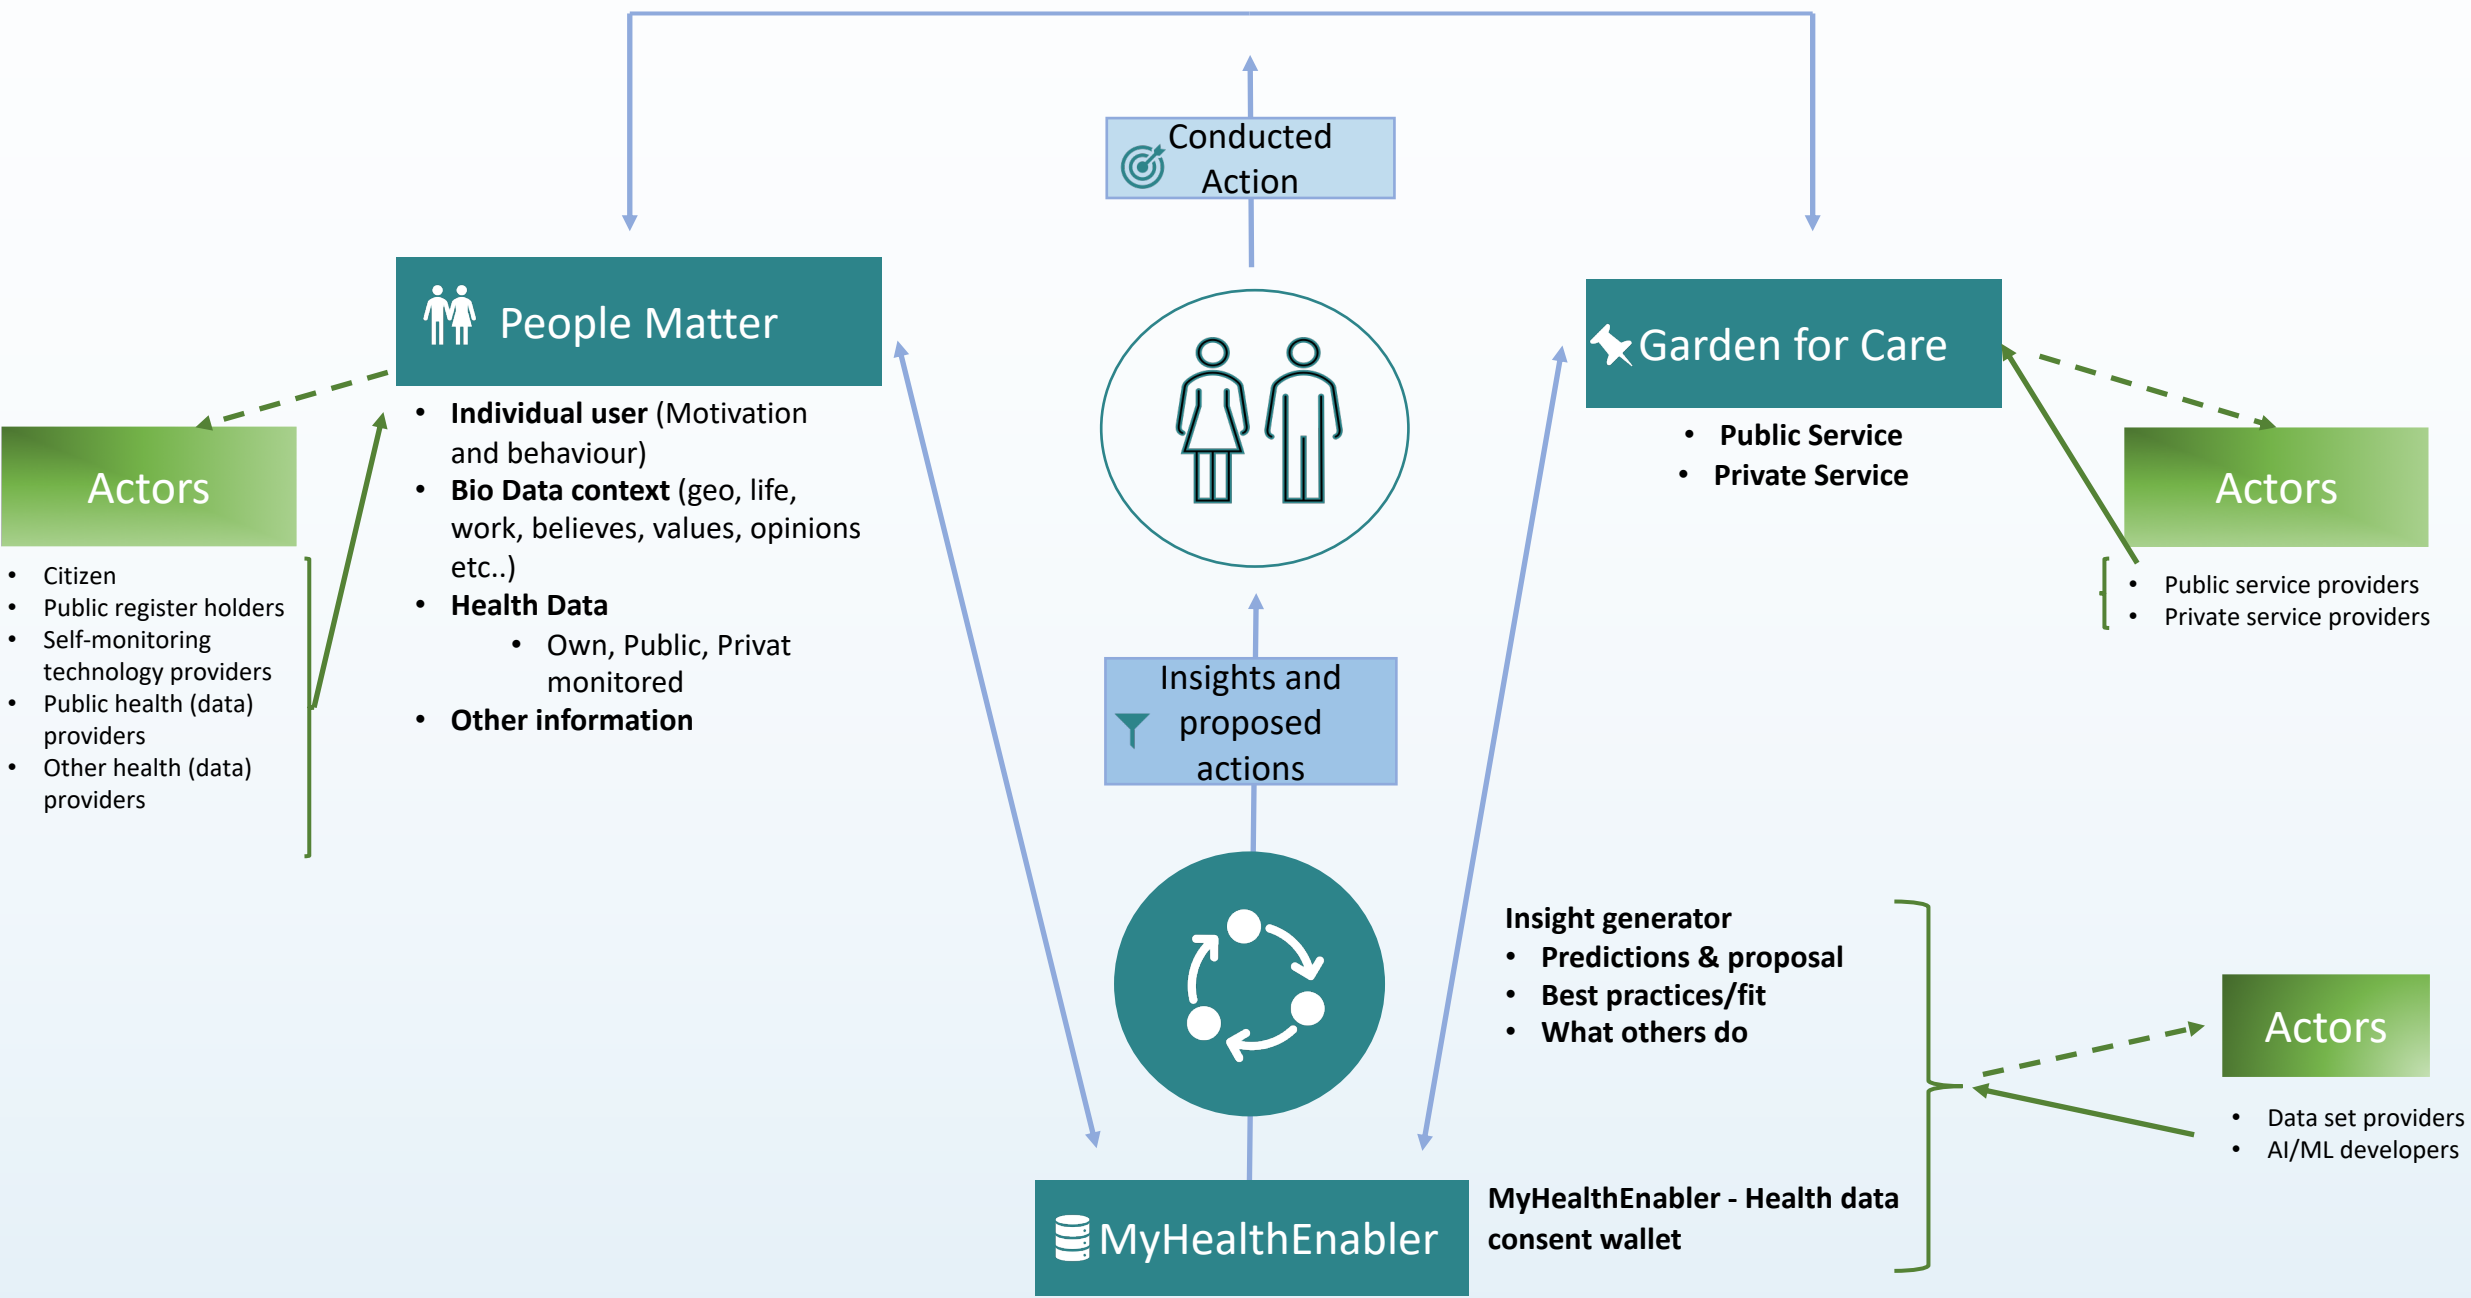 Conducted
Action
People Matter
Garden for Care
• Individual user (Motivation
and behaviour)
• Bio Data context (geo, life,
work, believes, values, opinions
etc..)
• Health Data
• Own, Public, Privat
monitored
• Other information
• Public Service
• Private Service
Actors
• Citizen
• Public register holders
• Self-monitoring
technology providers
• Public health (data)
providers
• Other health (data)
providers
Actors
• Public service providers
• Private service providers
Insights and
proposed
actions
Insight generator
• Predictions & proposal
• Best practices/fit
• What others do
Actors
• Data set providers
• AI/ML developers
MyHealthEnabler
MyHealthEnabler - Health data
consent wallet